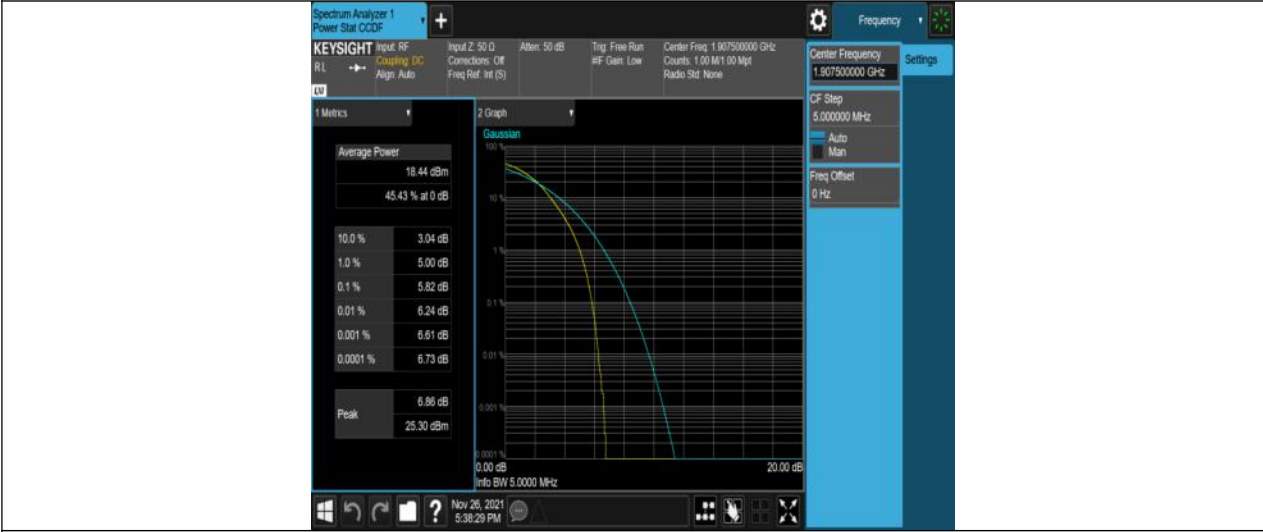 Spectrum Analyzer 1
Power Stat CCDF
+
Frequency
KEYSIGHT
RL
LXI
Input: RF
Coupling: DC
Align: Auto
Input Z: 50 Ω
Corrections: Off
Freq Ref: Int (S)
Atten: 50 dB
Trig: Free Run
#IF Gain: Low
Center Freq: 1.907500000 GHz
Counts: 1.00 M/1.00 Mpt
Radio Std: None
Center Frequency
1.907500000 GHz
Settings
CF Step
5.000000 MHz
Auto
Man
Freq Offset
0 Hz
1 Metrics
Average Power
18.44 dBm
45.43 % at 0 dB
10.0 % 3.04 dB
1.0 % 5.00 dB
0.1 % 5.82 dB
0.01 % 6.24 dB
0.001 % 6.61 dB
0.0001 % 6.73 dB
Peak
6.86 dB
25.30 dBm
2 Graph
Gaussian
100 %
10 %
1 %
0.1 %
0.01 %
0.001 %
0.0001 %
0.00 dB 20.00 dB
Info BW 5.0000 MHz
?
Nov 26, 2021
5:38:29 PM